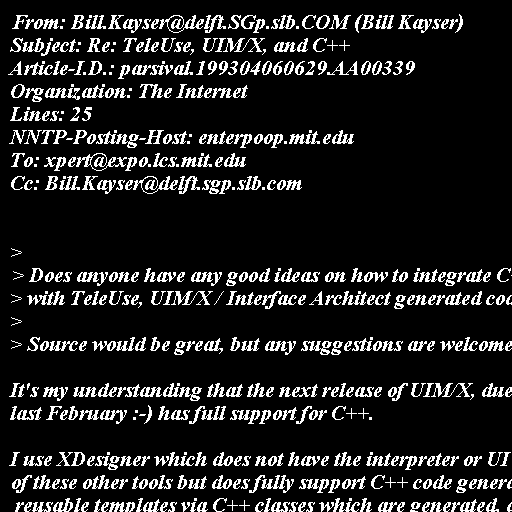 From: Bill.Kayser@delft.SGp.slb.COM (Bill Kayser)
Subject: Re: TeleUse, UIM/X, and C++
Article-I.D.: parsival.199304060629.AA00339
Organization: The Internet
Lines: 25
NNTP-Posting-Host: enterpoop.mit.edu
To: xpert@expo.lcs.mit.edu
Cc: Bill.Kayser@delft.sgp.slb.com
>
> Does anyone have any good ideas on how to integrate
> with TeleUse, UIM/X / Interface Architect generated
>
> Source would be great, but any suggestions are welcome
It's my understanding that the next release of UIM/X, due
last February :-) has full support for C++.
I use XDesigner which does not have the interpreter or UI
of these other tools but does fully support C++ code
reusable templates via C++ classes which are generated,